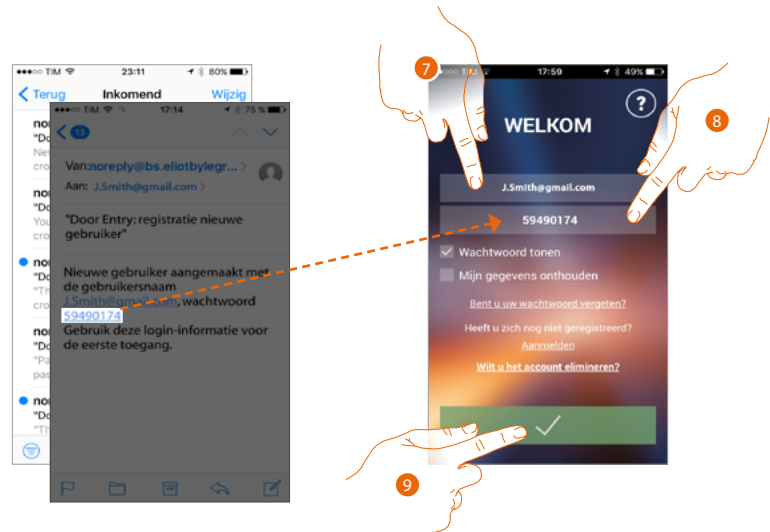 TIM 23:11 80%
Terug Inkomend Wijzig
TIM 17:14 75 %
13
Van:noreply@bs.eliotbylegr... >
Aan: J.Smith@gmail.com >
"Door Entry: registratie nieuwe
gebruiker"
Nieuwe gebruiker aangemaakt met
de gebruikersnaam
J.Smith@gmail.com, wachtwoord
59490174
Gebruik deze login-informatie voor
de eerste toegang.
7
TIM 17:59 49%
?
WELKOM
8
J.Smith@gmail.com
59490174
Wachtwoord tonen
Mijn gegevens onthouden
Bent u uw wachtwoord vergeten?
Heeft u zich nog niet geregistreerd?
Aanmelden
Wilt u het account elimineren?
9